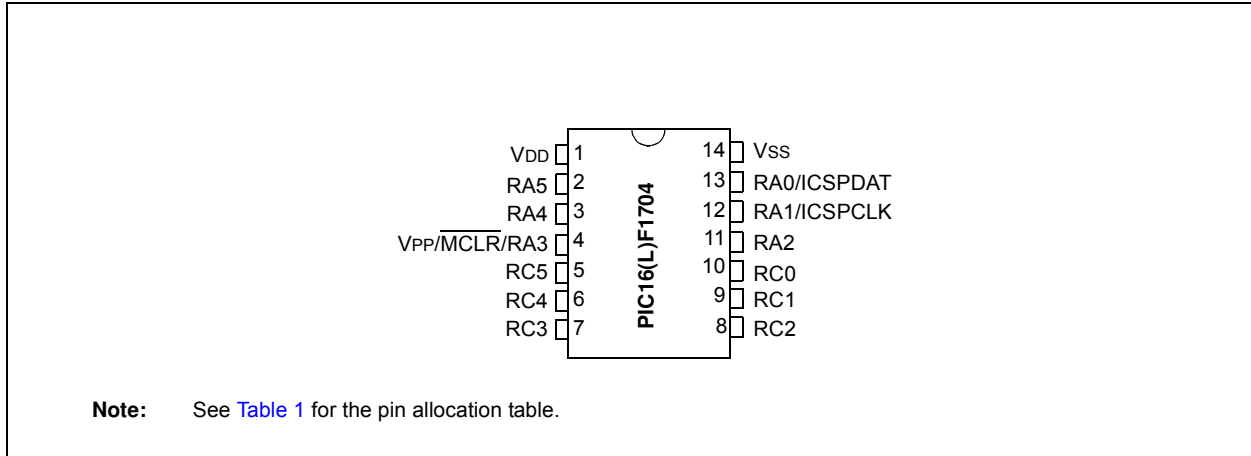 VDD 1 14 VSS
RA5 2 13 RA0/ICSPDAT
RA4 3 12 RA1/ICSPCLK
VPP/MCLR/RA3 4 11 RA2
RC5 5 10 RC0
RC4 6 9 RC1
RC3 7 8 RC2
PIC16(L)F1704
Note: See Table 1 for the pin allocation table.